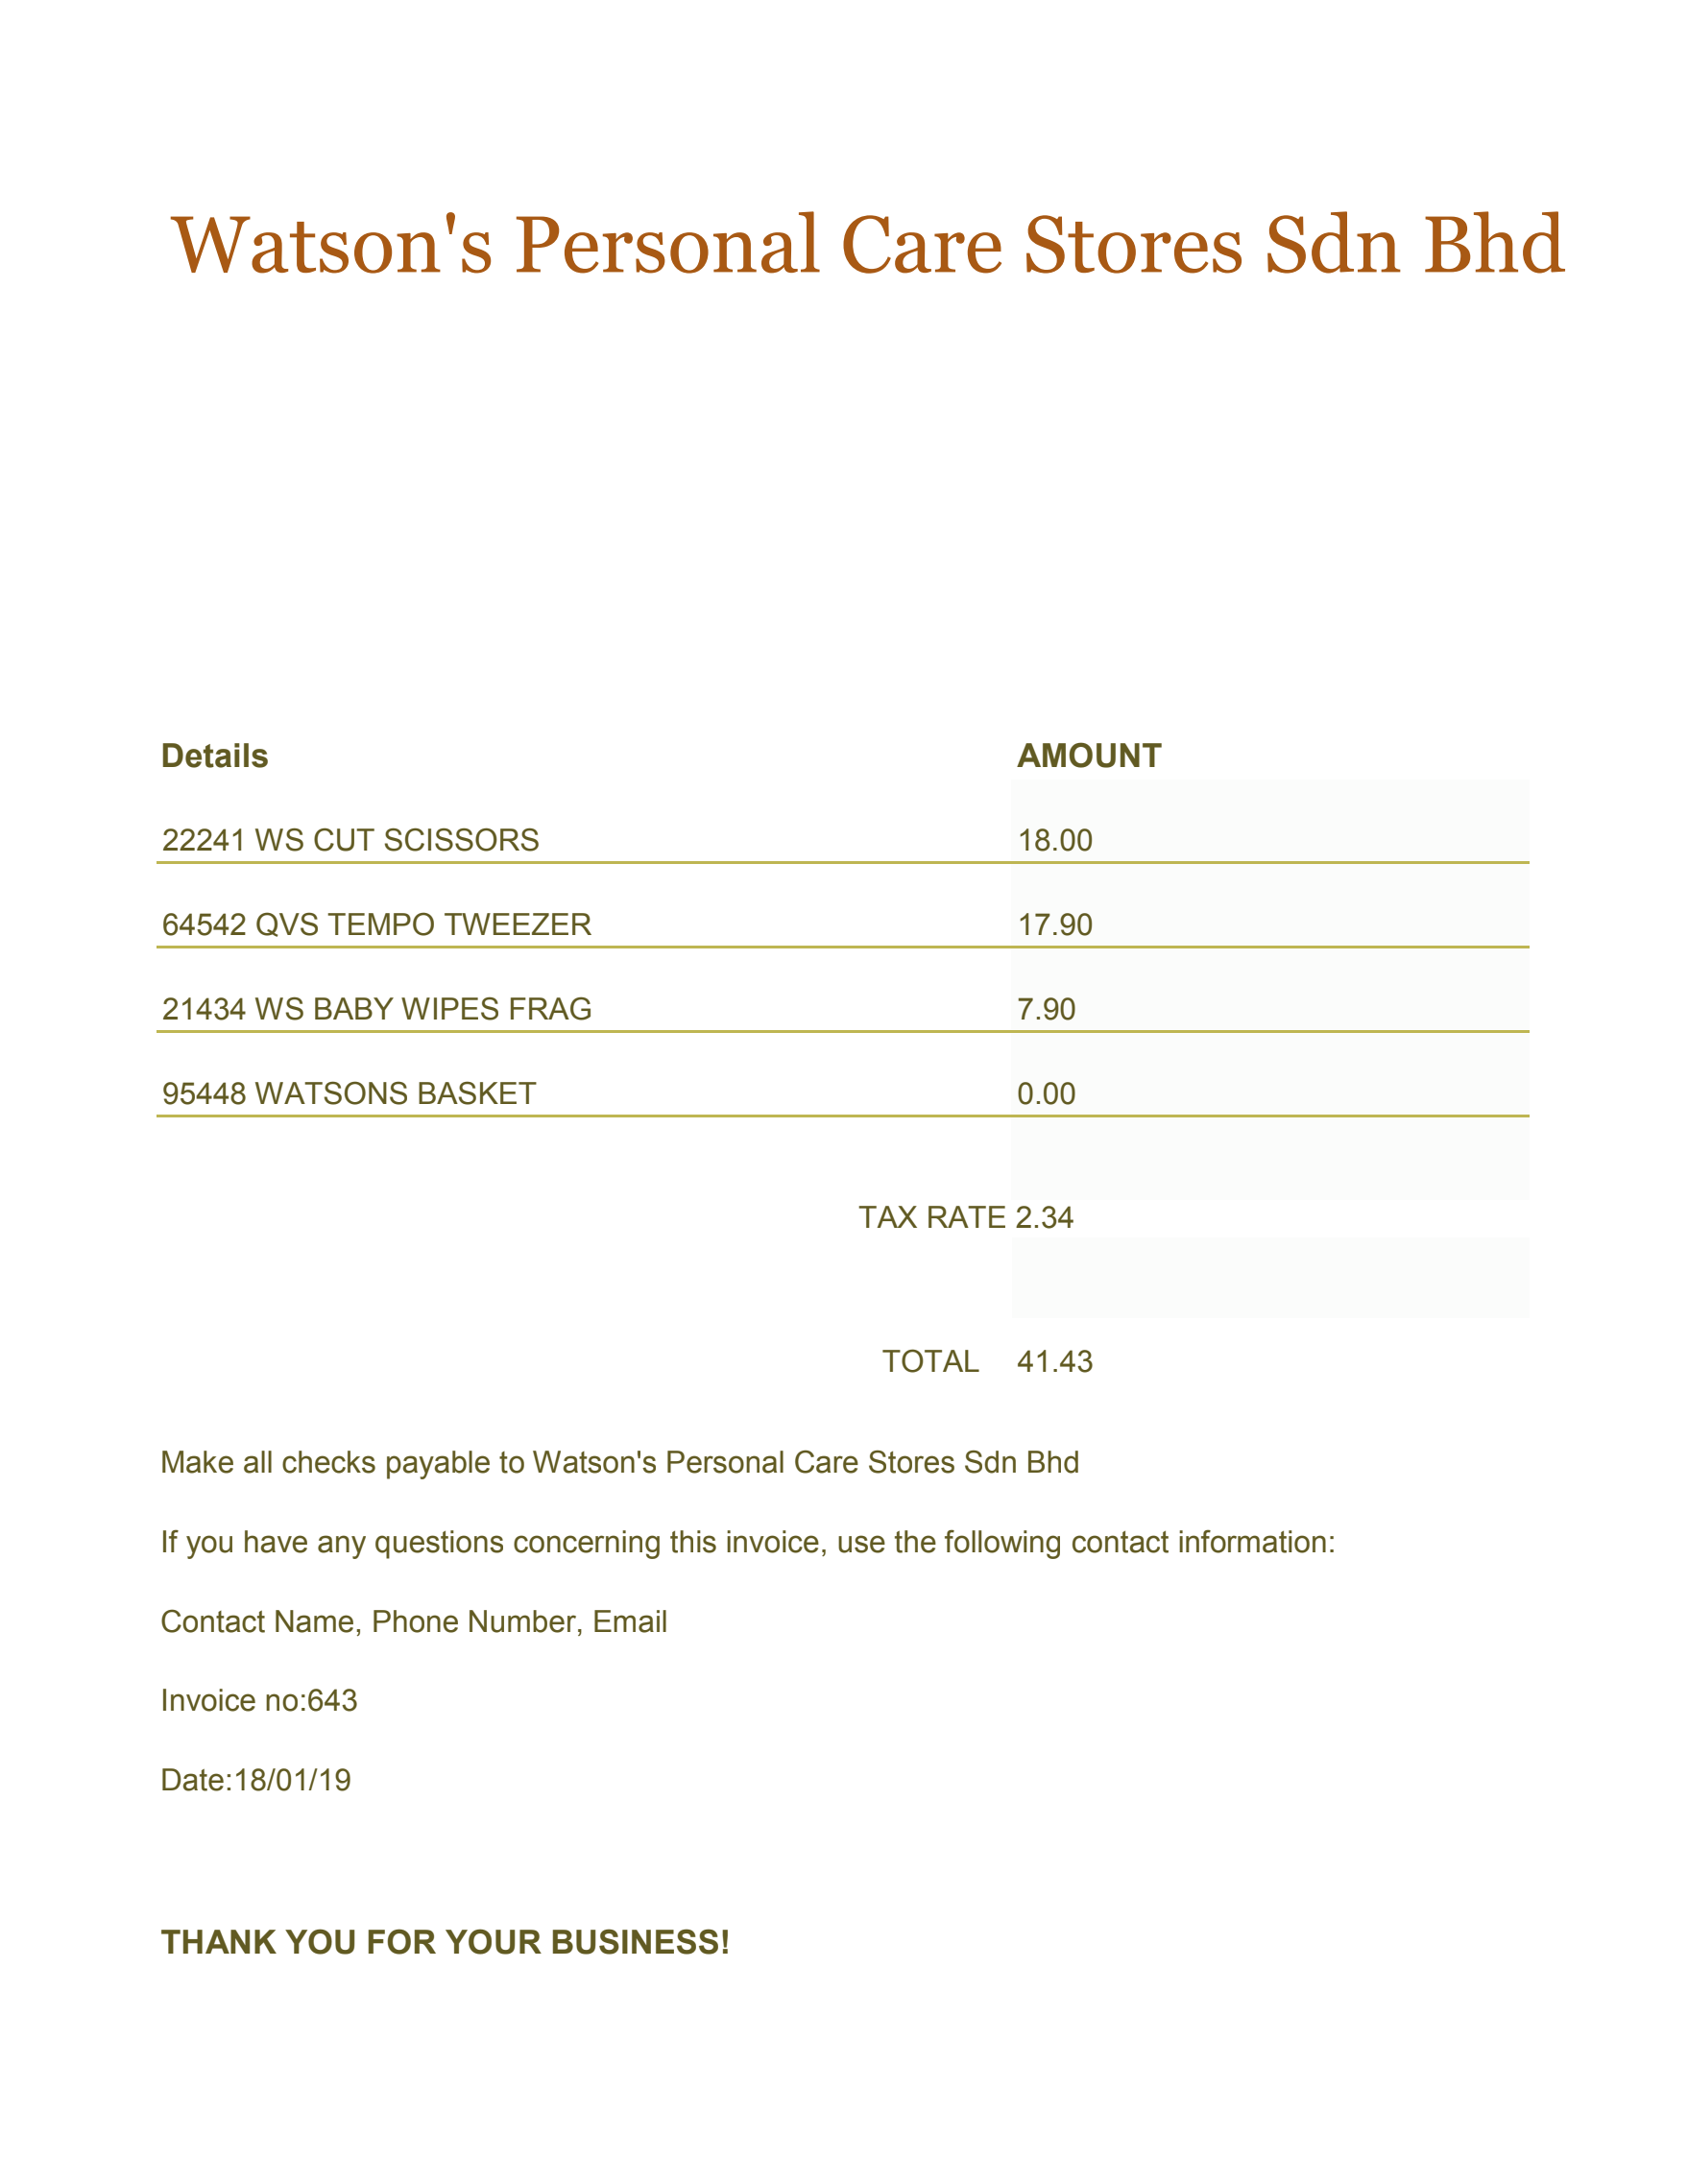 Watson's Personal Care Stores Sdn Bhd
Details AMOUNT
22241 WS CUT SCISSORS 18.00
64542 QVS TEMPO TWEEZER 17.90
21434 WS BABY WIPES FRAG 7.90
95448 WATSONS BASKET 0.00
TAX RATE 2.34
TOTAL 41.43
Make all checks payable to Watson's Personal Care Stores Sdn Bhd
If you have any questions concerning this invoice, use the following contact information:
Contact Name, Phone Number, Email
Invoice no:643
Date:18/01/19
THANK YOU FOR YOUR BUSINESS!